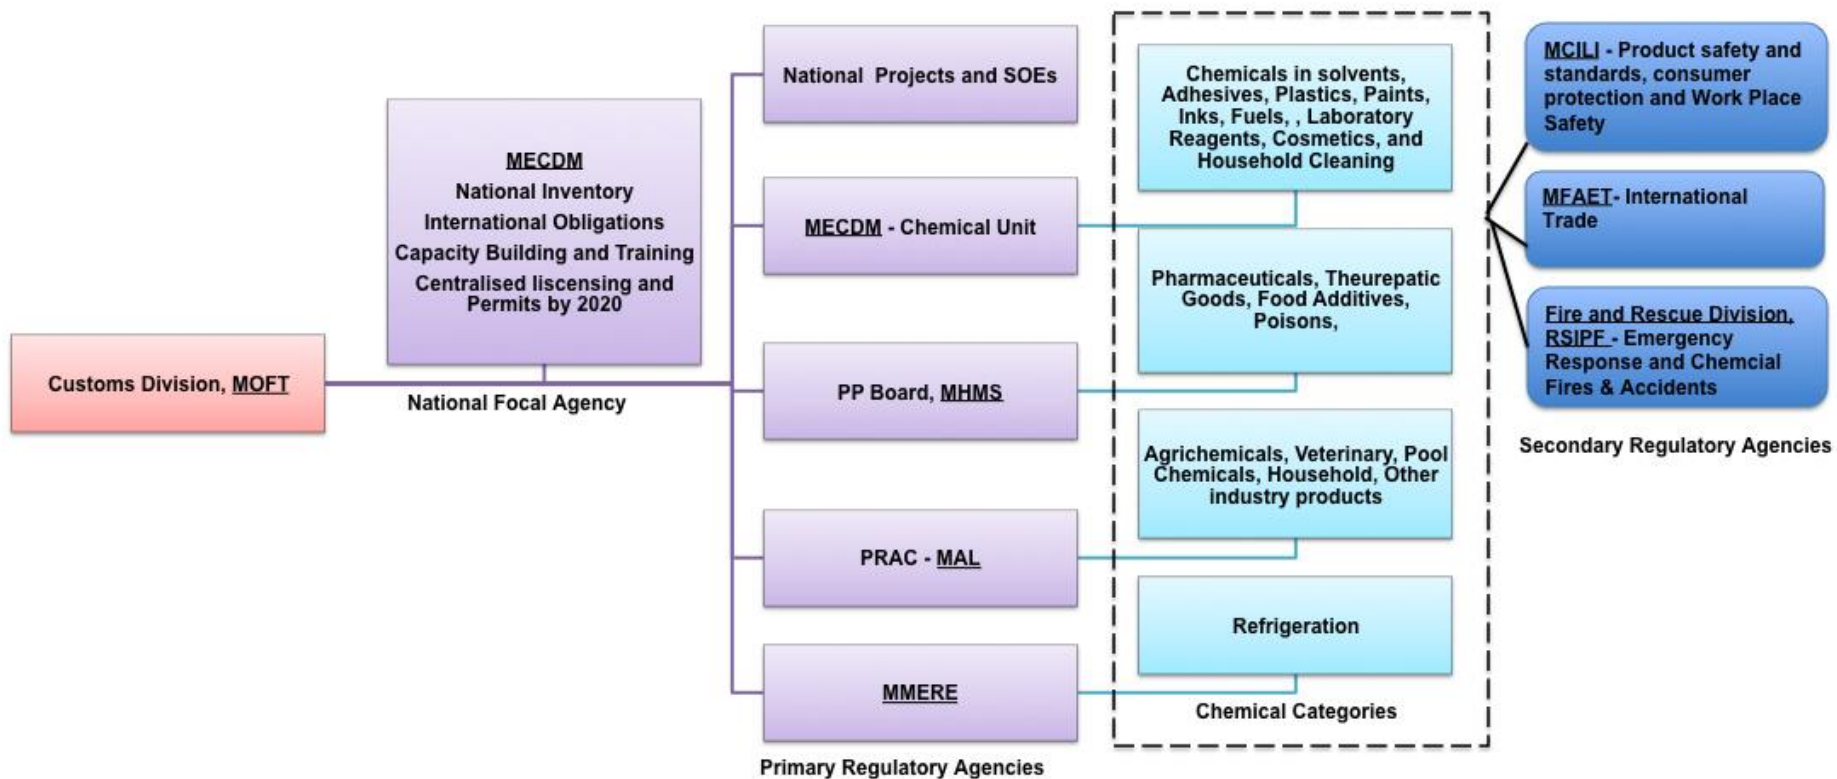 Customs Division, MOFT
MECDM
National Inventory
International Obligations
Capacity Building and Training
Centralised liscensing and
Permits by 2020
National Focal Agency
National Projects and SOEs
MECDM - Chemical Unit
PP Board, MHMS
PRAC - MAL
MMERE
Primary Regulatory Agencies
Chemicals in solvents,
Adhesives, Plastics, Paints,
Inks, Fuels, , Laboratory
Reagents, Cosmetics, and
Household Cleaning
Pharmaceuticals, Theurepatic
Goods, Food Additives,
Poisons,
Agrichemicals, Veterinary, Pool
Chemicals, Household, Other
industry products
Refrigeration
Chemical Categories
MCILI - Product safety and
standards, consumer
protection and Work Place
Safety
MFAET- International
Trade
Fire and Rescue Division,
RSIPF - Emergency
Response and Chemcial
Fires & Accidents
Secondary Regulatory Agencies